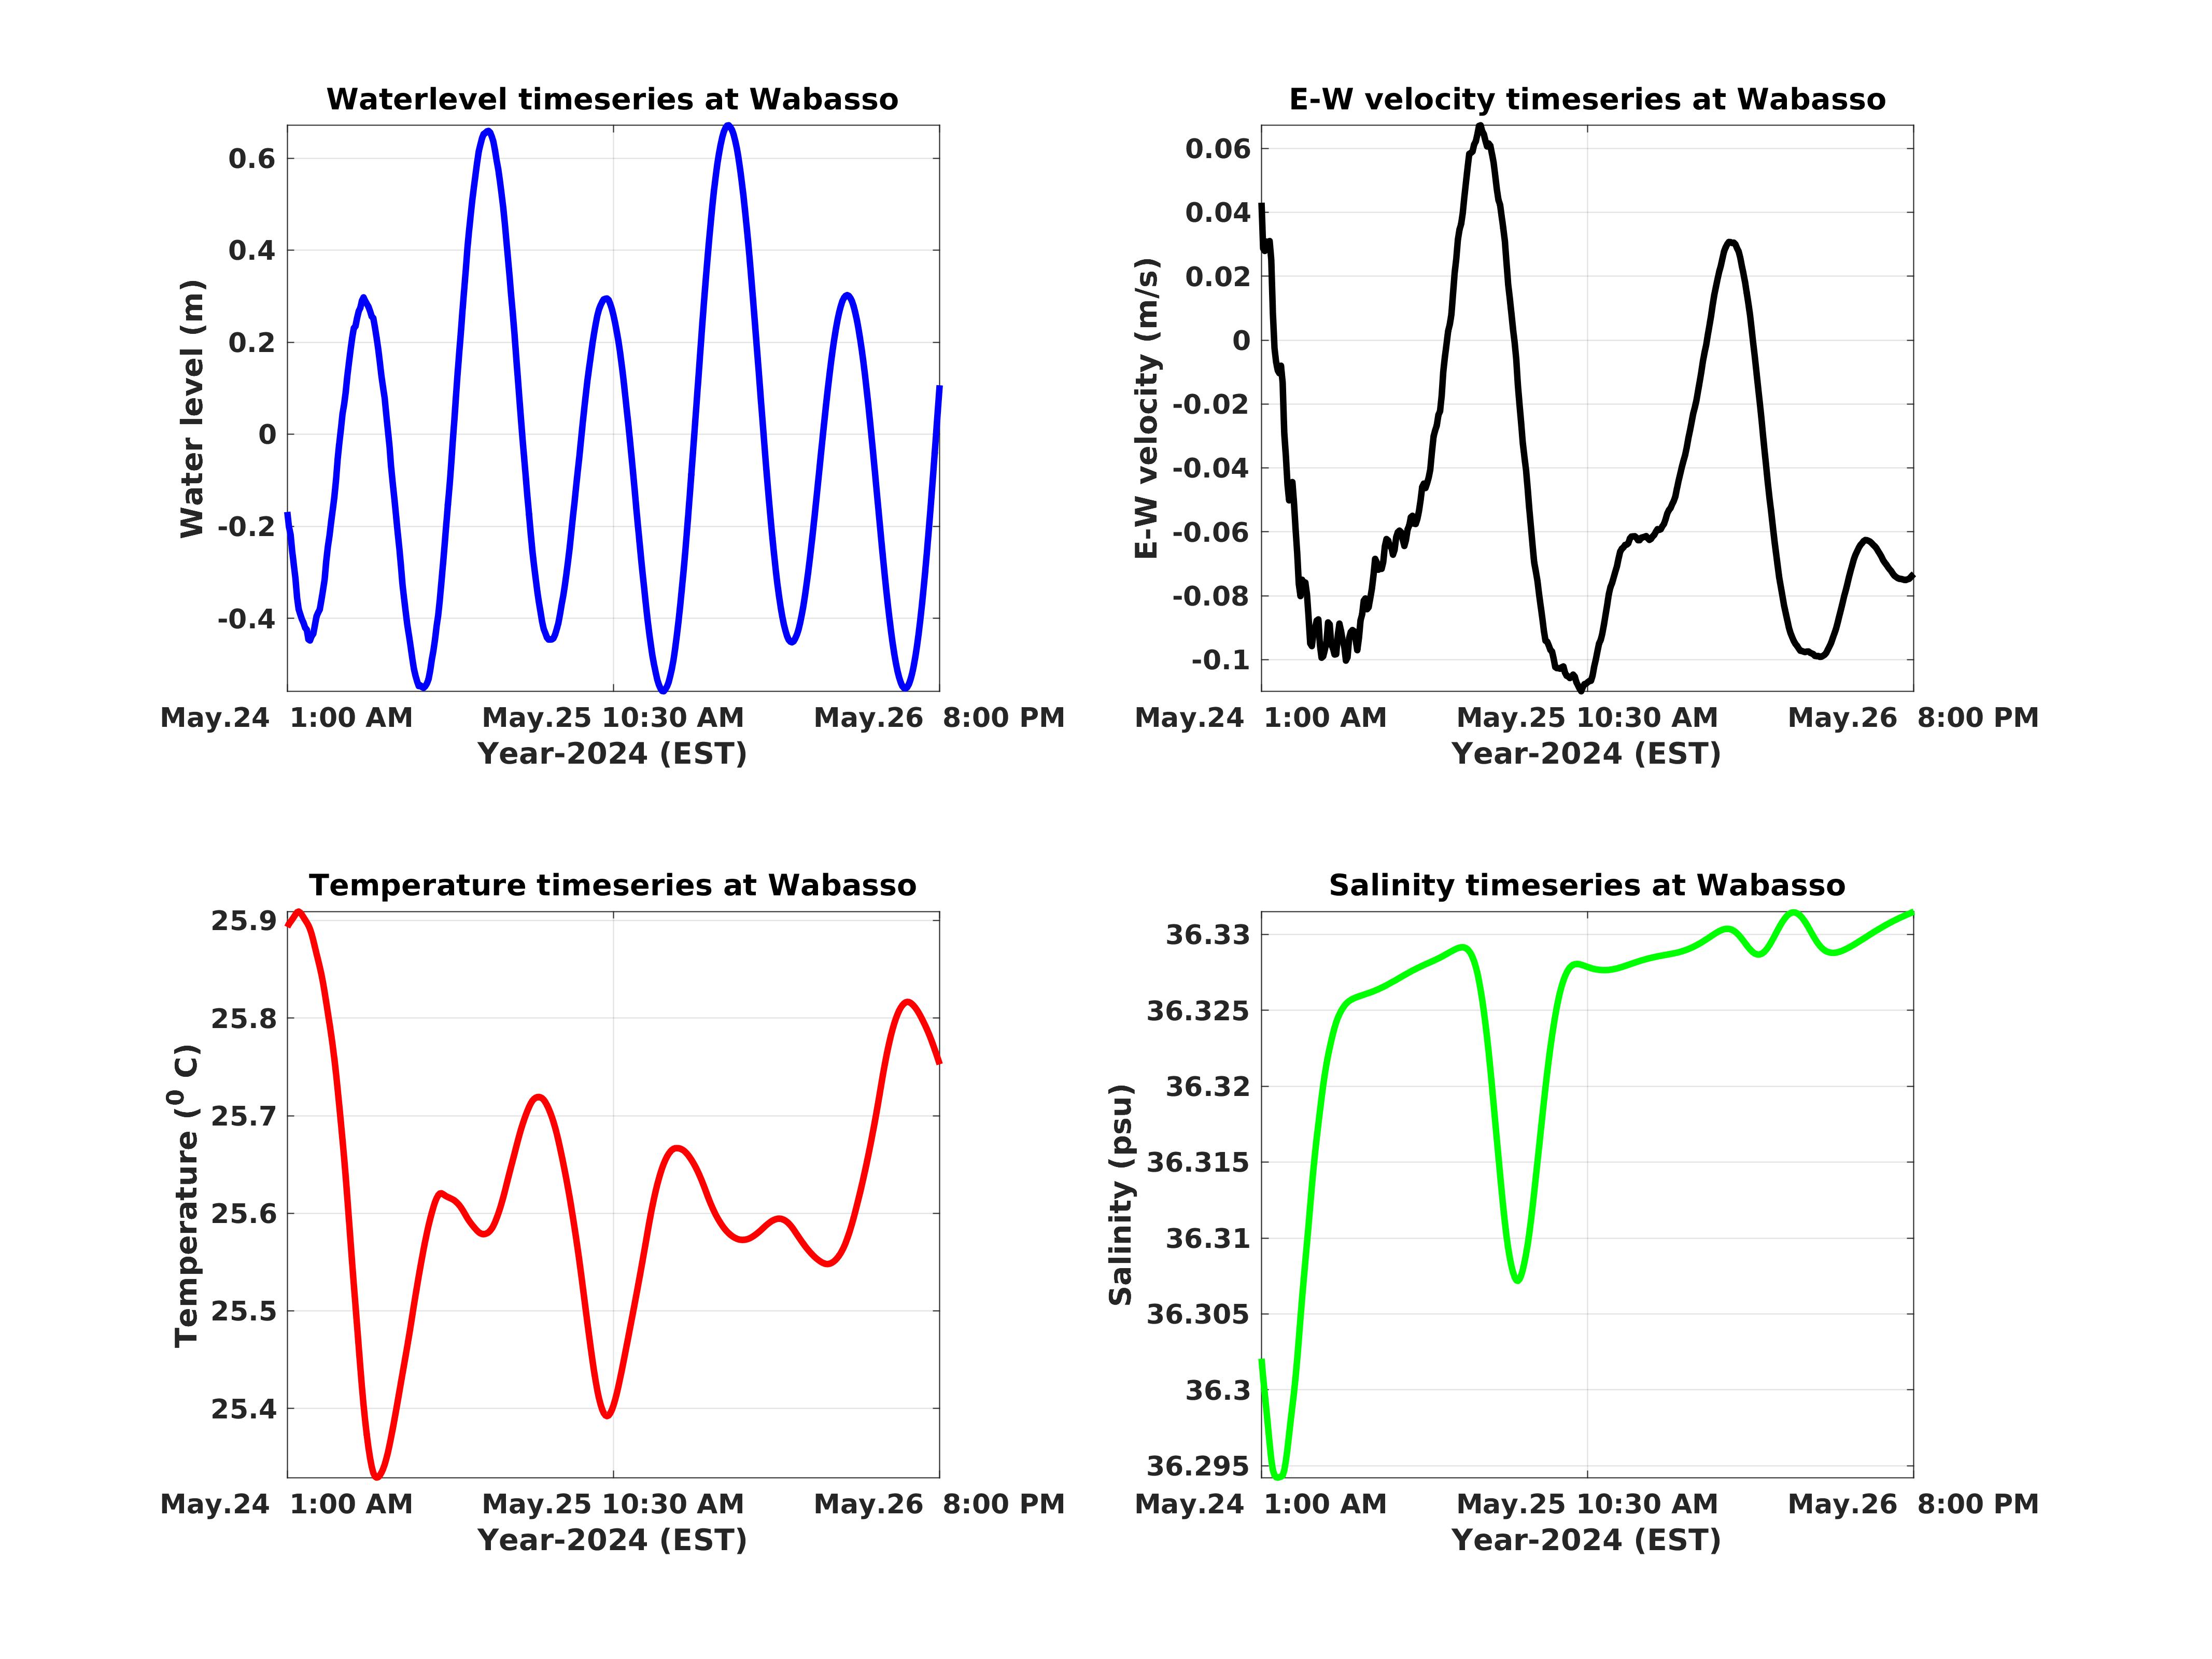 Waterlevel timeseries at Wabasso
0.6
0.4
0.2
0
-0.2
-0.4
Water level (m)
May.24 1:00 AM May.25 10:30 AM May.26 8:00 PM
Year-2024 (EST)
E-W velocity timeseries at Wabasso
0.06
0.04
0.02
0
-0.02
-0.04
-0.06
-0.08
-0.1
E-W velocity (m/s)
May.24 1:00 AM May.25 10:30 AM May.26 8:00 PM
Year-2024 (EST)
Temperature timeseries at Wabasso
25.9
25.8
25.7
25.6
25.5
25.4
Temperature (⁰ C)
May.24 1:00 AM May.25 10:30 AM May.26 8:00 PM
Year-2024 (EST)
Salinity timeseries at Wabasso
36.33
36.325
36.32
36.315
36.31
36.305
36.3
36.295
Salinity (psu)
May.24 1:00 AM May.25 10:30 AM May.26 8:00 PM
Year-2024 (EST)